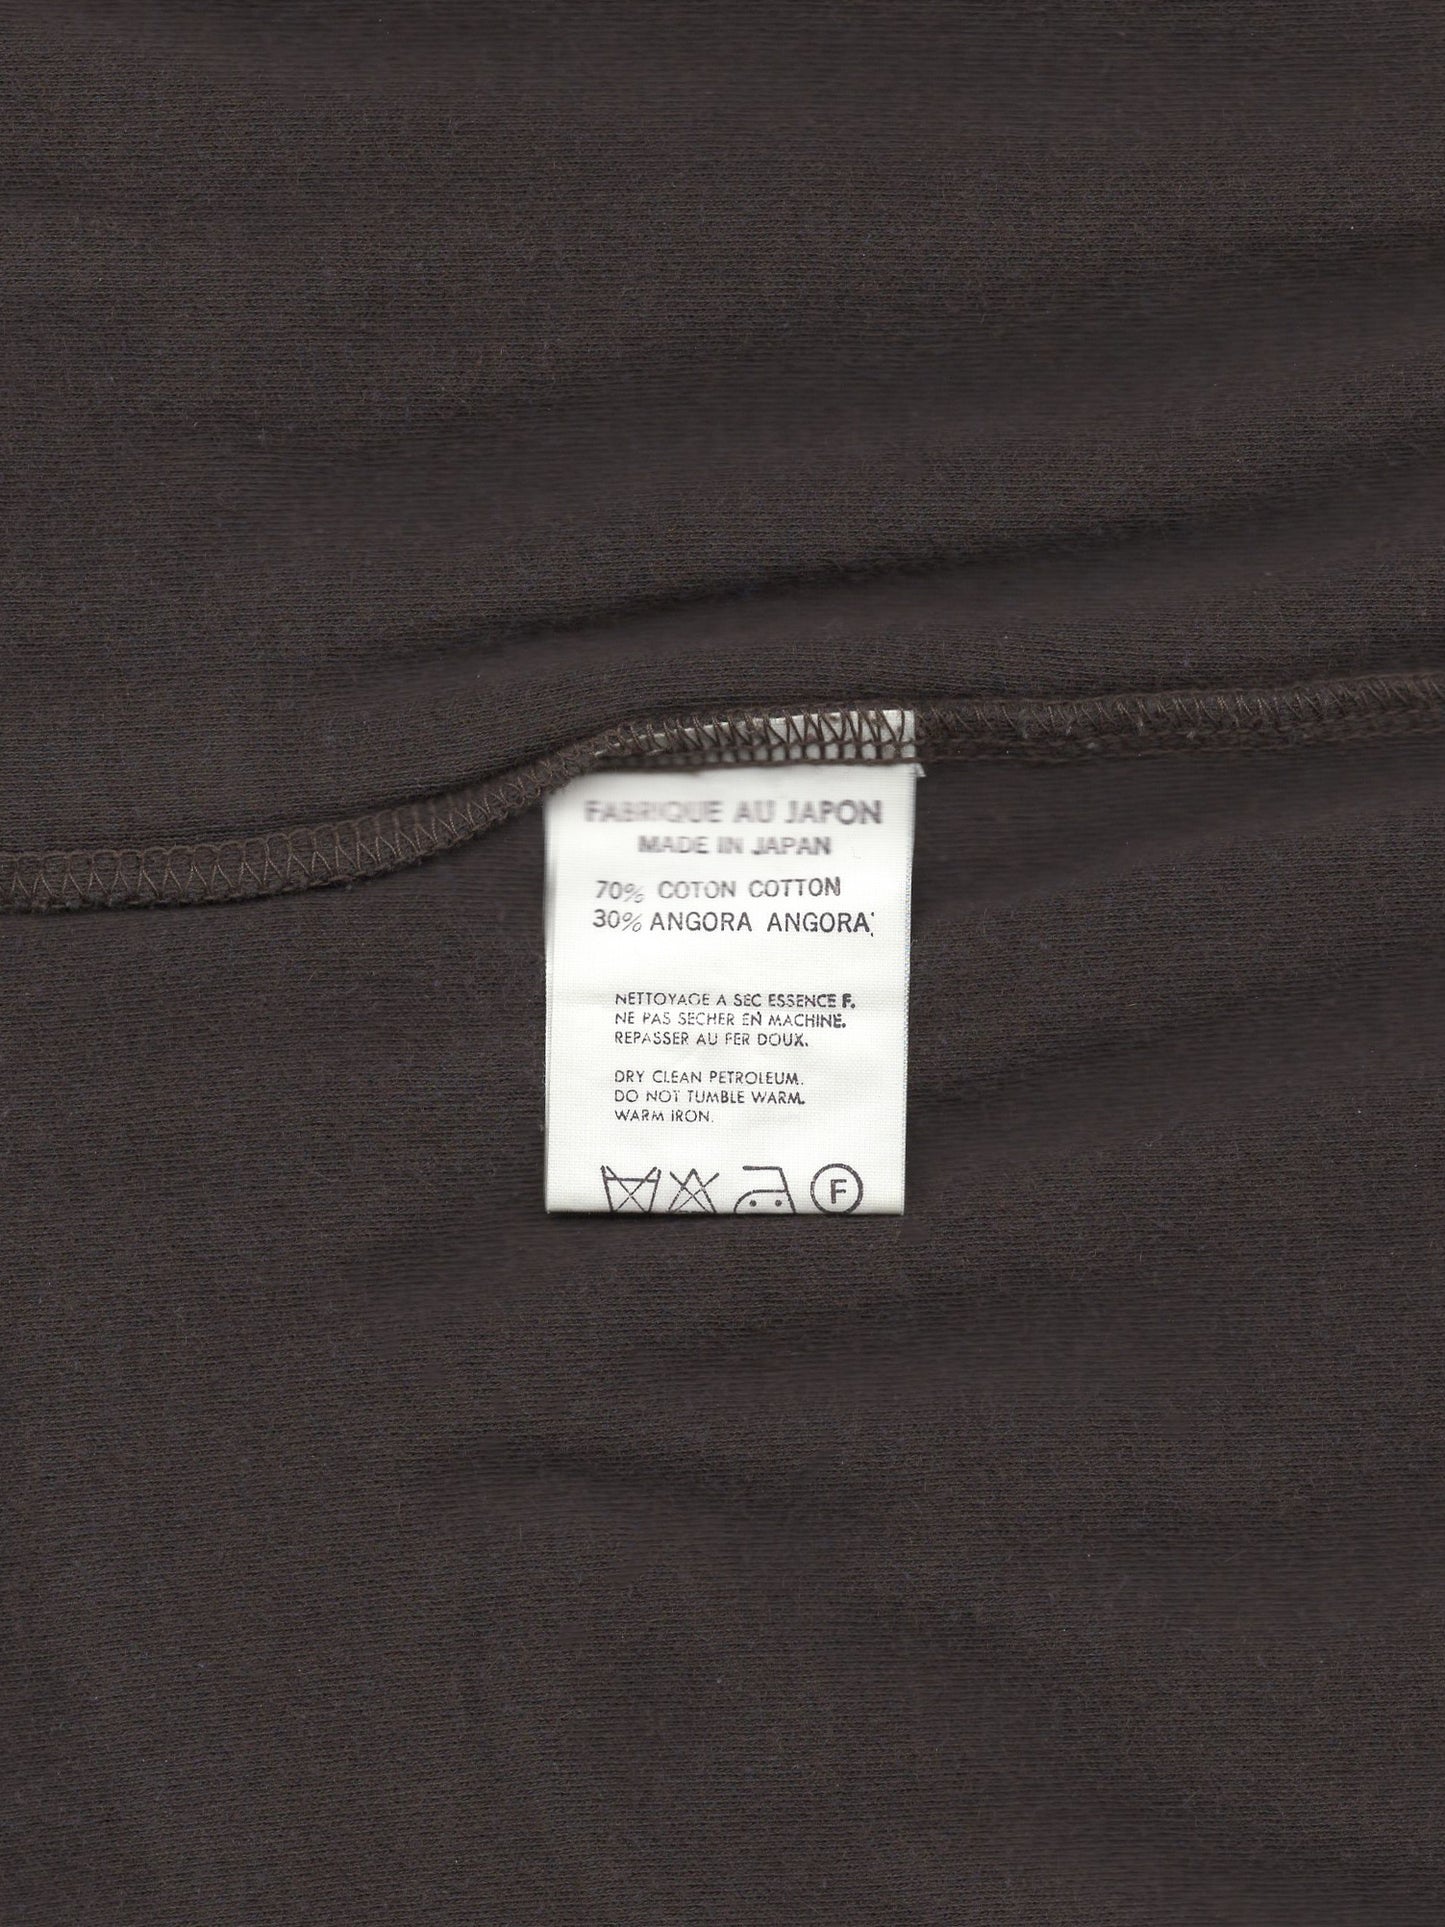 FABRIQUE AU JAPON
MADE IN JAPAN
70% COTON COTTON
30% ANGORA ANGORA
NETTOYAGE A SEC ESSENCE F.
NE PAS SECHER EN MACHINE.
REPASSER AU FER DOUX.
DRY CLEAN PETROLEUM.
DO NOT TUMBLE WARM.
WARM IRON.
F